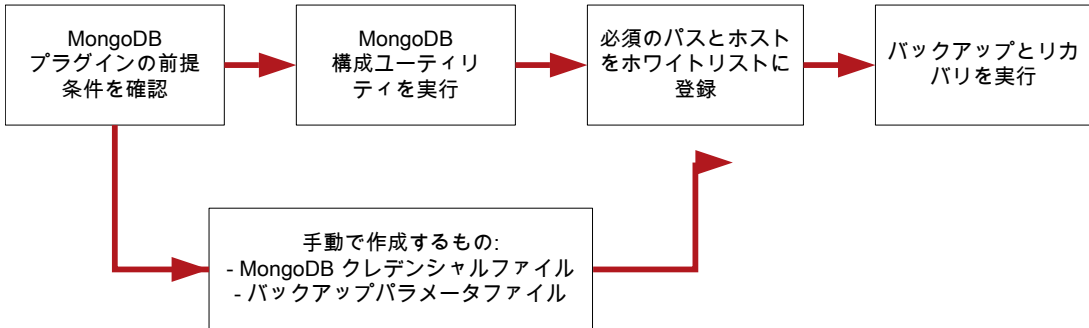 MongoDB
プラグインの前提
条件を確認
MongoDB
構成ユーティリ
ティを実行
必須のパスとホスト
をホワイトリストに
登録
バックアップとリカ
バリを実行
手動で作成するもの:
- MongoDB クレデンシャルファイル
- バックアップパラメータファイル